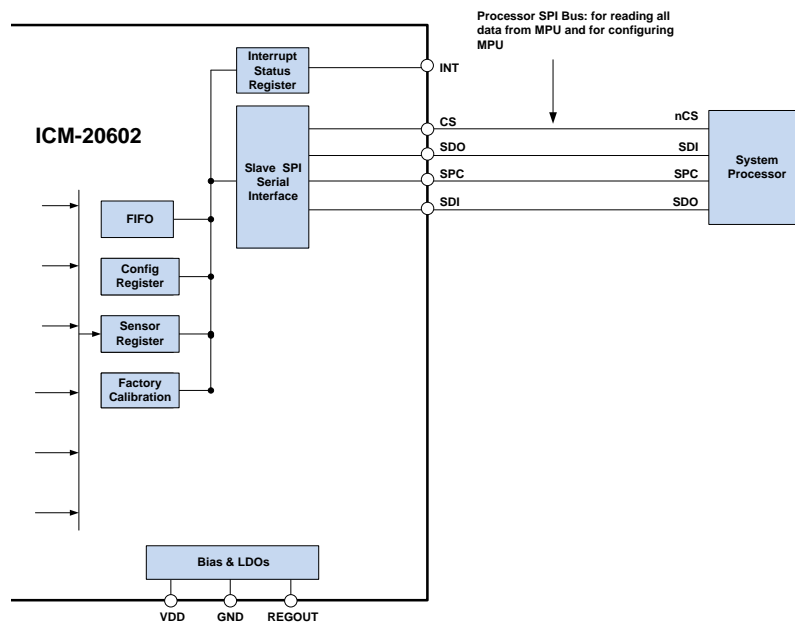 Processor SPI Bus: for reading all
data from MPU and for configuring
MPU
Interrupt
Status
Register
INT
ICM-20602
Slave SPI
Serial
Interface
CS
nCS
SDO
SDI
SPC
SPC
SDI
SDO
System
Processor
FIFO
Config
Register
Sensor
Register
Factory
Calibration
Bias & LDOs
VDD
GND
REGOUT